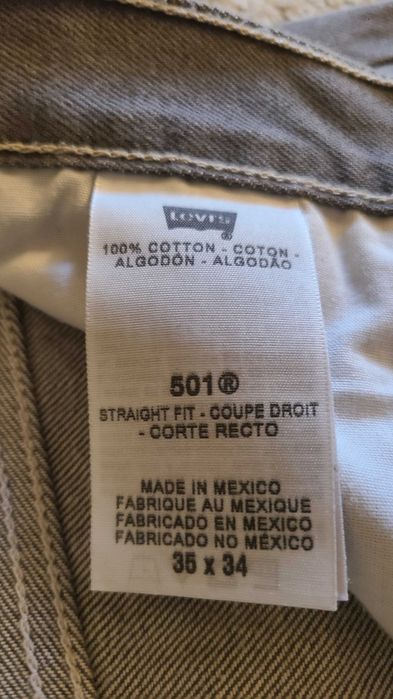 Levi's
®
100% COTTON - COTON -
ALGODÓN - ALGODÃO
501®
STRAIGHT FIT - COUPE DROIT
- CORTE RECTO
MADE IN MEXICO
FABRIQUE AU MEXIQUE
FABRICADO EN MEXICO
FABRICADO NO MÉXICO
35 x 34